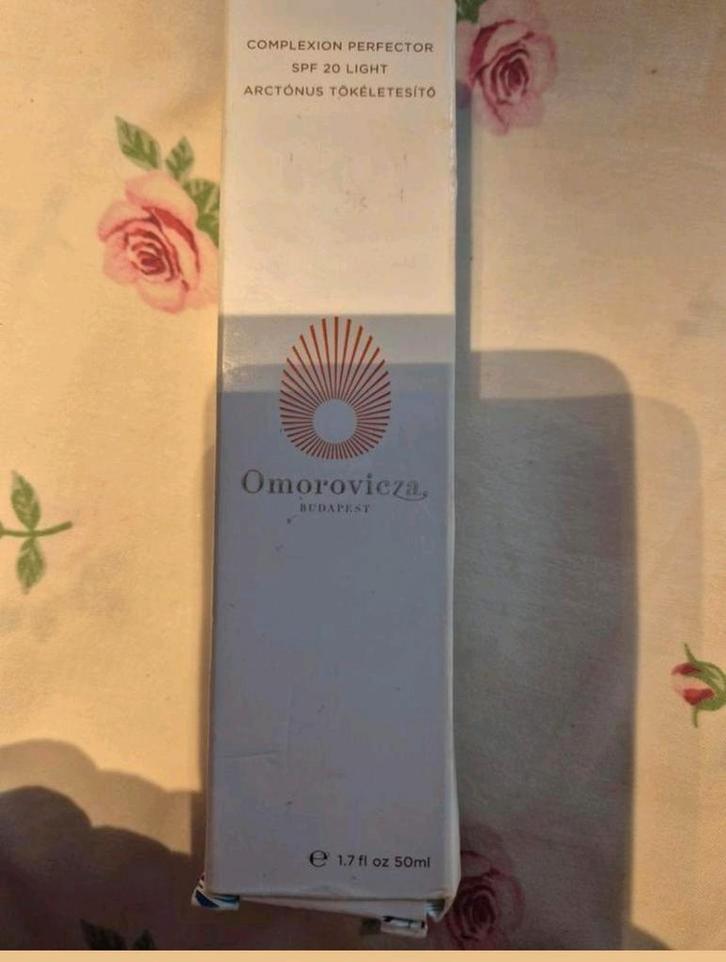 COMPLEXION PERFECTOR
SPF 20 LIGHT
ARCTÓNUS TÖKÉLETESÍTŐ
Omorovicza
BUDAPEST
℮ 1.7 fl oz 50ml